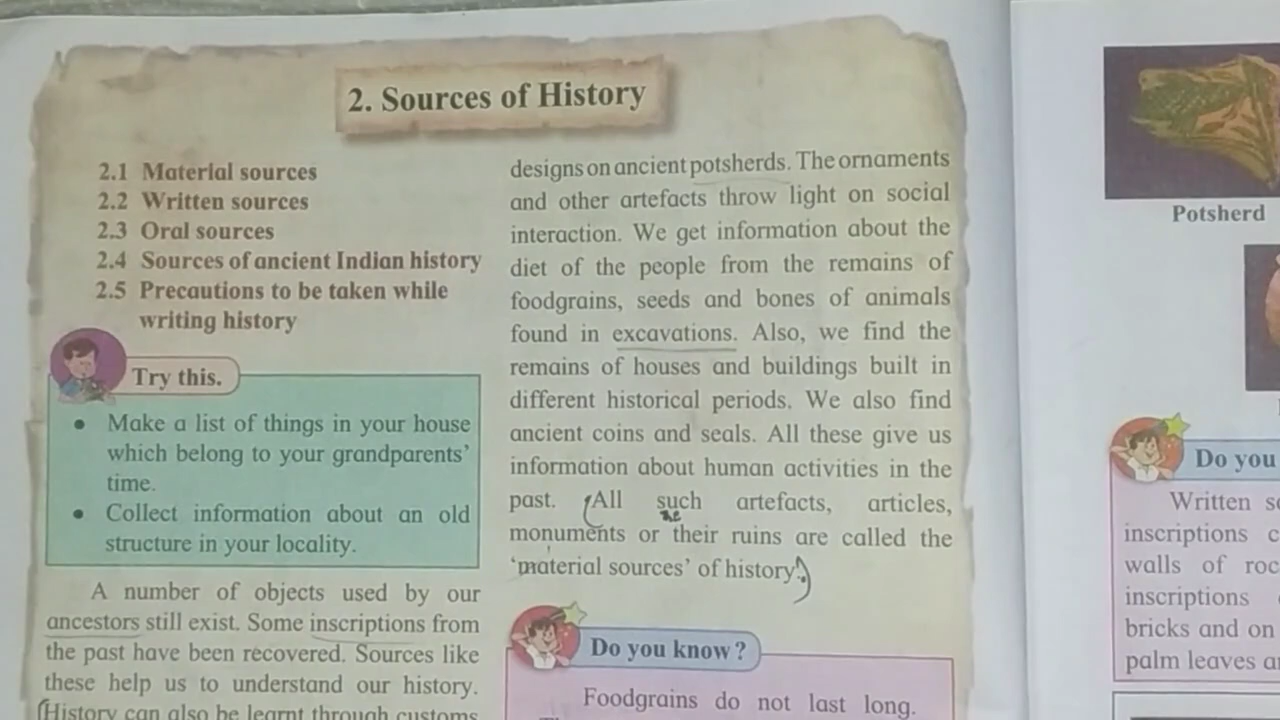 2. Sources of History
2.1 Material sources
2.2 Written sources
2.3 Oral sources
2.4 Sources of ancient Indian history
2.5 Precautions to be taken while
writing history
Try this.
• Make a list of things in your house
which belong to your grandparents'
time.
• Collect information about an old
structure in your locality.
A number of objects used by our
ancestors still exist. Some inscriptions from
the past have been recovered. Sources like
these help us to understand our history.
(History can also be learnt through customs
designs on ancient potsherds. The ornaments
and other artefacts throw light on social
interaction. We get information about the
diet of the people from the remains of
foodgrains, seeds and bones of animals
found in excavations. Also, we find the
remains of houses and buildings built in
different historical periods. We also find
ancient coins and seals. All these give us
information about human activities in the
past. (All such artefacts, articles,
monuments or their ruins are called the
'material sources' of history.)
Do you know?
Foodgrains do not last long.
Potsherd
Do you
Written
inscriptions
walls of
inscriptions
bricks and on
palm leaves